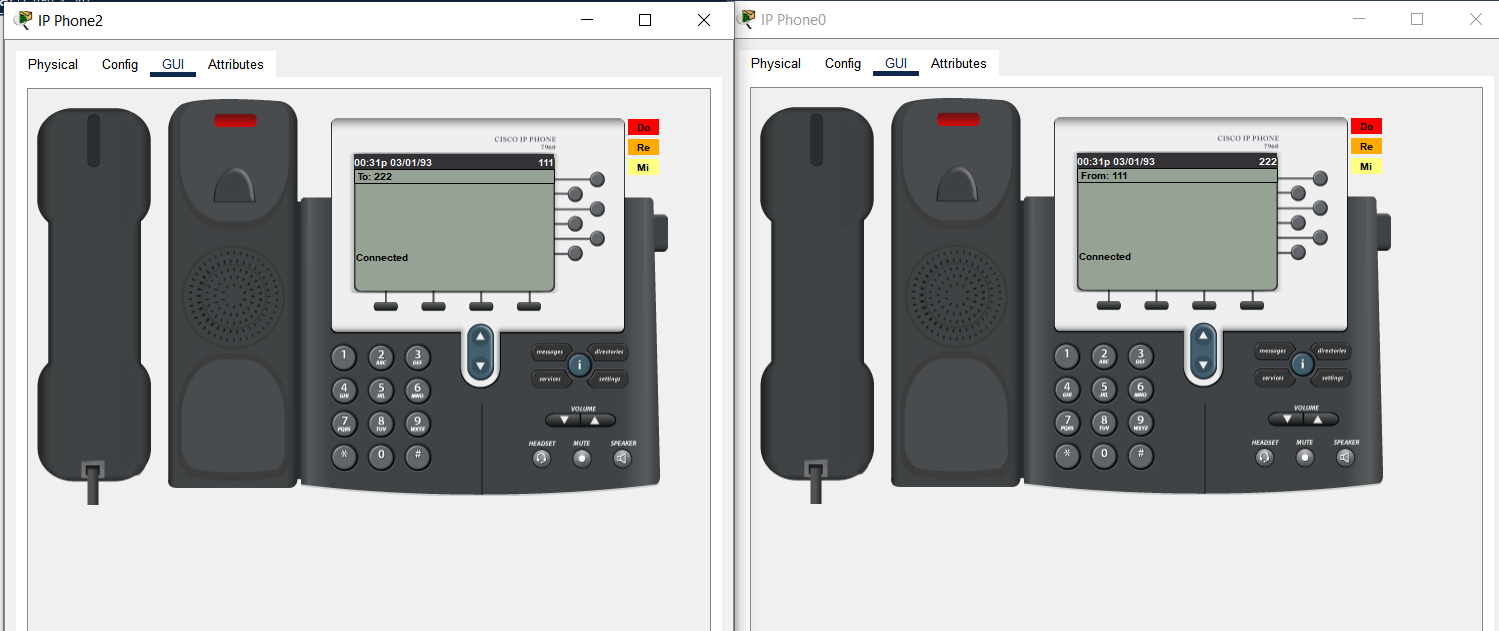 IP Phone2
Physical Config GUI Attributes
CISCO IP PHONE
7960
00:31p 03/01/93 111
To: 222
Connected
Do
Re
Mi
1 2 ABC 3 DEF
4 GHI 5 JKL 6 MNO
7 PQRS 8 TUV 9 WXYZ
* 0 #
messages directories
i
services settings
VOLUME
HEADSET MUTE SPEAKER
IP Phone0
Physical Config GUI Attributes
CISCO IP PHONE
7960
00:31p 03/01/93 222
From: 111
Connected
Do
Re
Mi
1 2 ABC 3 DEF
4 GHI 5 JKL 6 MNO
7 PQRS 8 TUV 9 WXYZ
* 0 #
messages directories
i
services settings
VOLUME
HEADSET MUTE SPEAKER